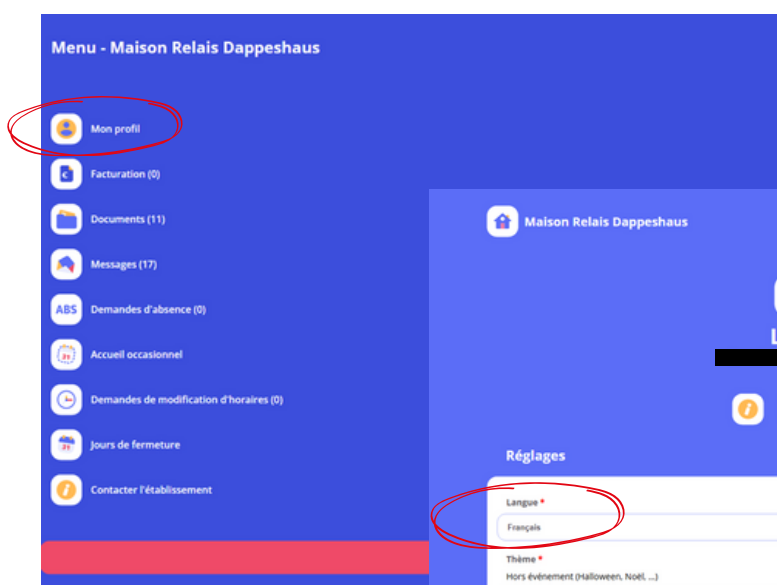 Menu - Maison Relais Dappeshaus
Mon profil
Facturation (0)
Documents (11)
Messages (17)
ABS
Demandes d'absence (0)
Accueil occasionnel
Demandes de modification d'horaires (0)
Jours de fermeture
Contacter l'établissement
Maison Relais Dappeshaus
L
Réglages
Langue *
Français
Thème *
Hors événement (Halloween, Noël, ...)